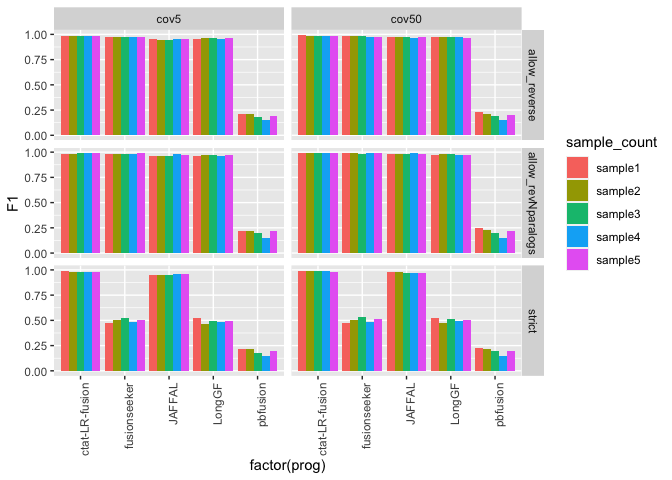 cov5
cov50
1.00
0.75
0.50
0.25
0.00
allow_reverse
1.00
0.75
0.50
0.25
0.00
allow_revNparalogs
1.00
0.75
0.50
0.25
0.00
strict
F1
ctat-LR-fusion
fusionseeker
JAFFAL
LongGF
pbfusion
ctat-LR-fusion
fusionseeker
JAFFAL
LongGF
pbfusion
factor(prog)
sample_count
sample1
sample2
sample3
sample4
sample5